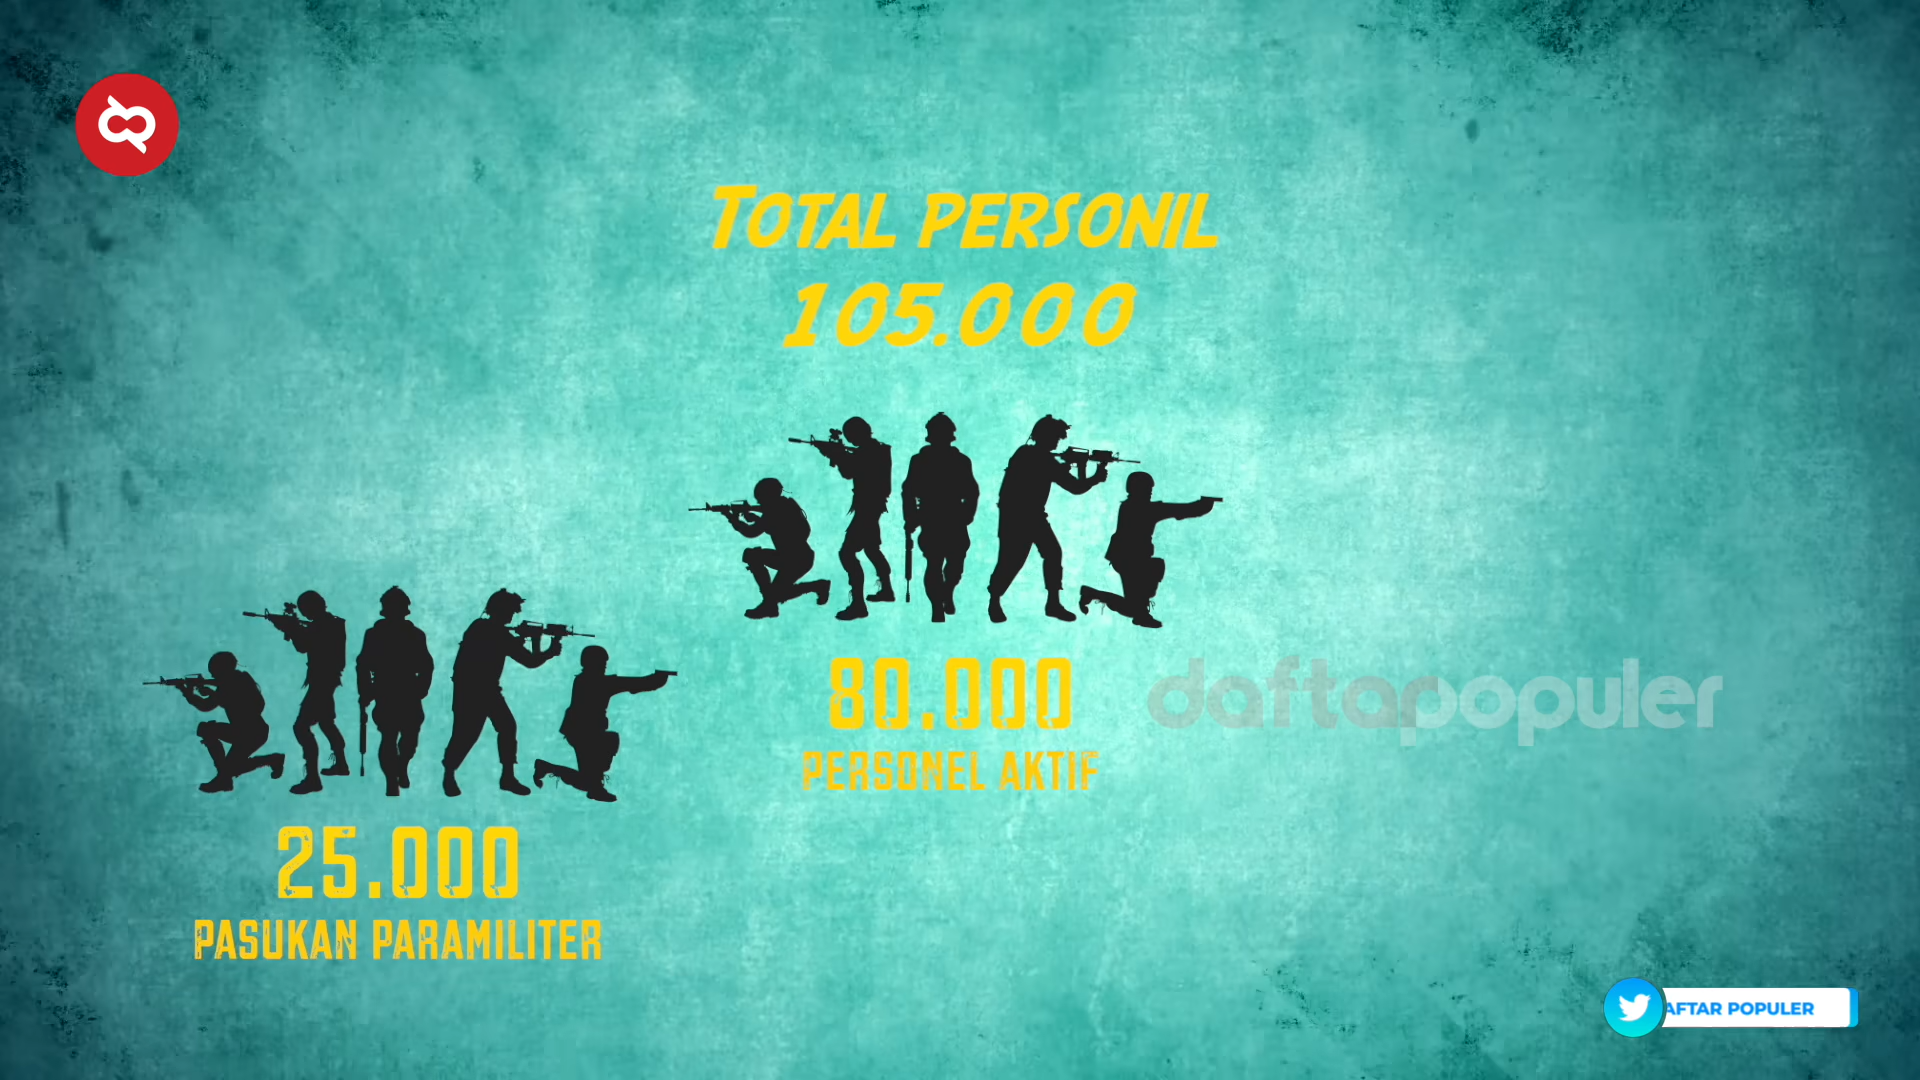 Total personil
105.000
80.000
PERSONEL AKTIF
daftarpopuler
25.000
PASUKAN PARAMILITER
AFTAR POPULER